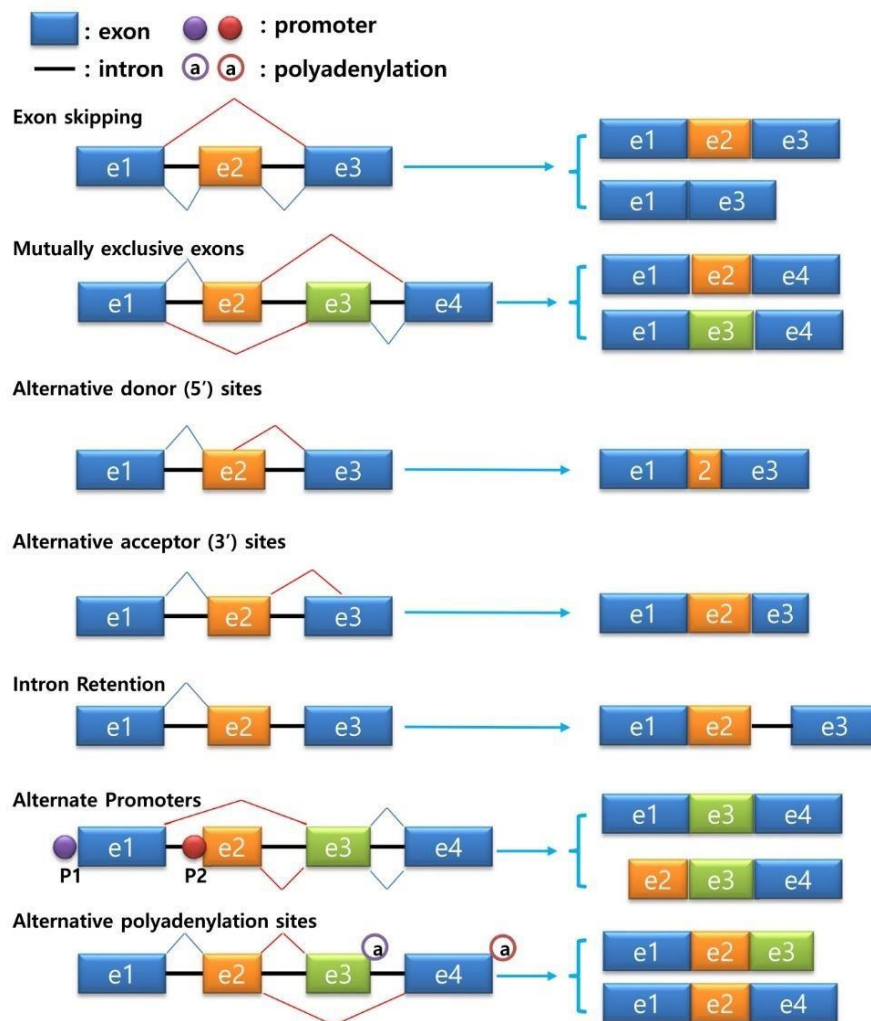 : exon : promoter
: intron a a : polyadenylation
Exon skipping
e1 e2 e3
e1 e2 e3
e1 e3
Mutually exclusive exons
e1 e2 e3 e4
e1 e2 e4
e1 e3 e4
Alternative donor (5’) sites
e1 e2 e3
e1 2 e3
Alternative acceptor (3’) sites
e1 e2 e3
e1 e2 e3
Intron Retention
e1 e2 e3
e1 e2 e3
Alternate Promoters
e1 e2 e3 e4
P1 P2
e1 e3 e4
e2 e3 e4
Alternative polyadenylation sites
a a
e1 e2 e3 e4
e1 e2 e3
e1 e2 e4